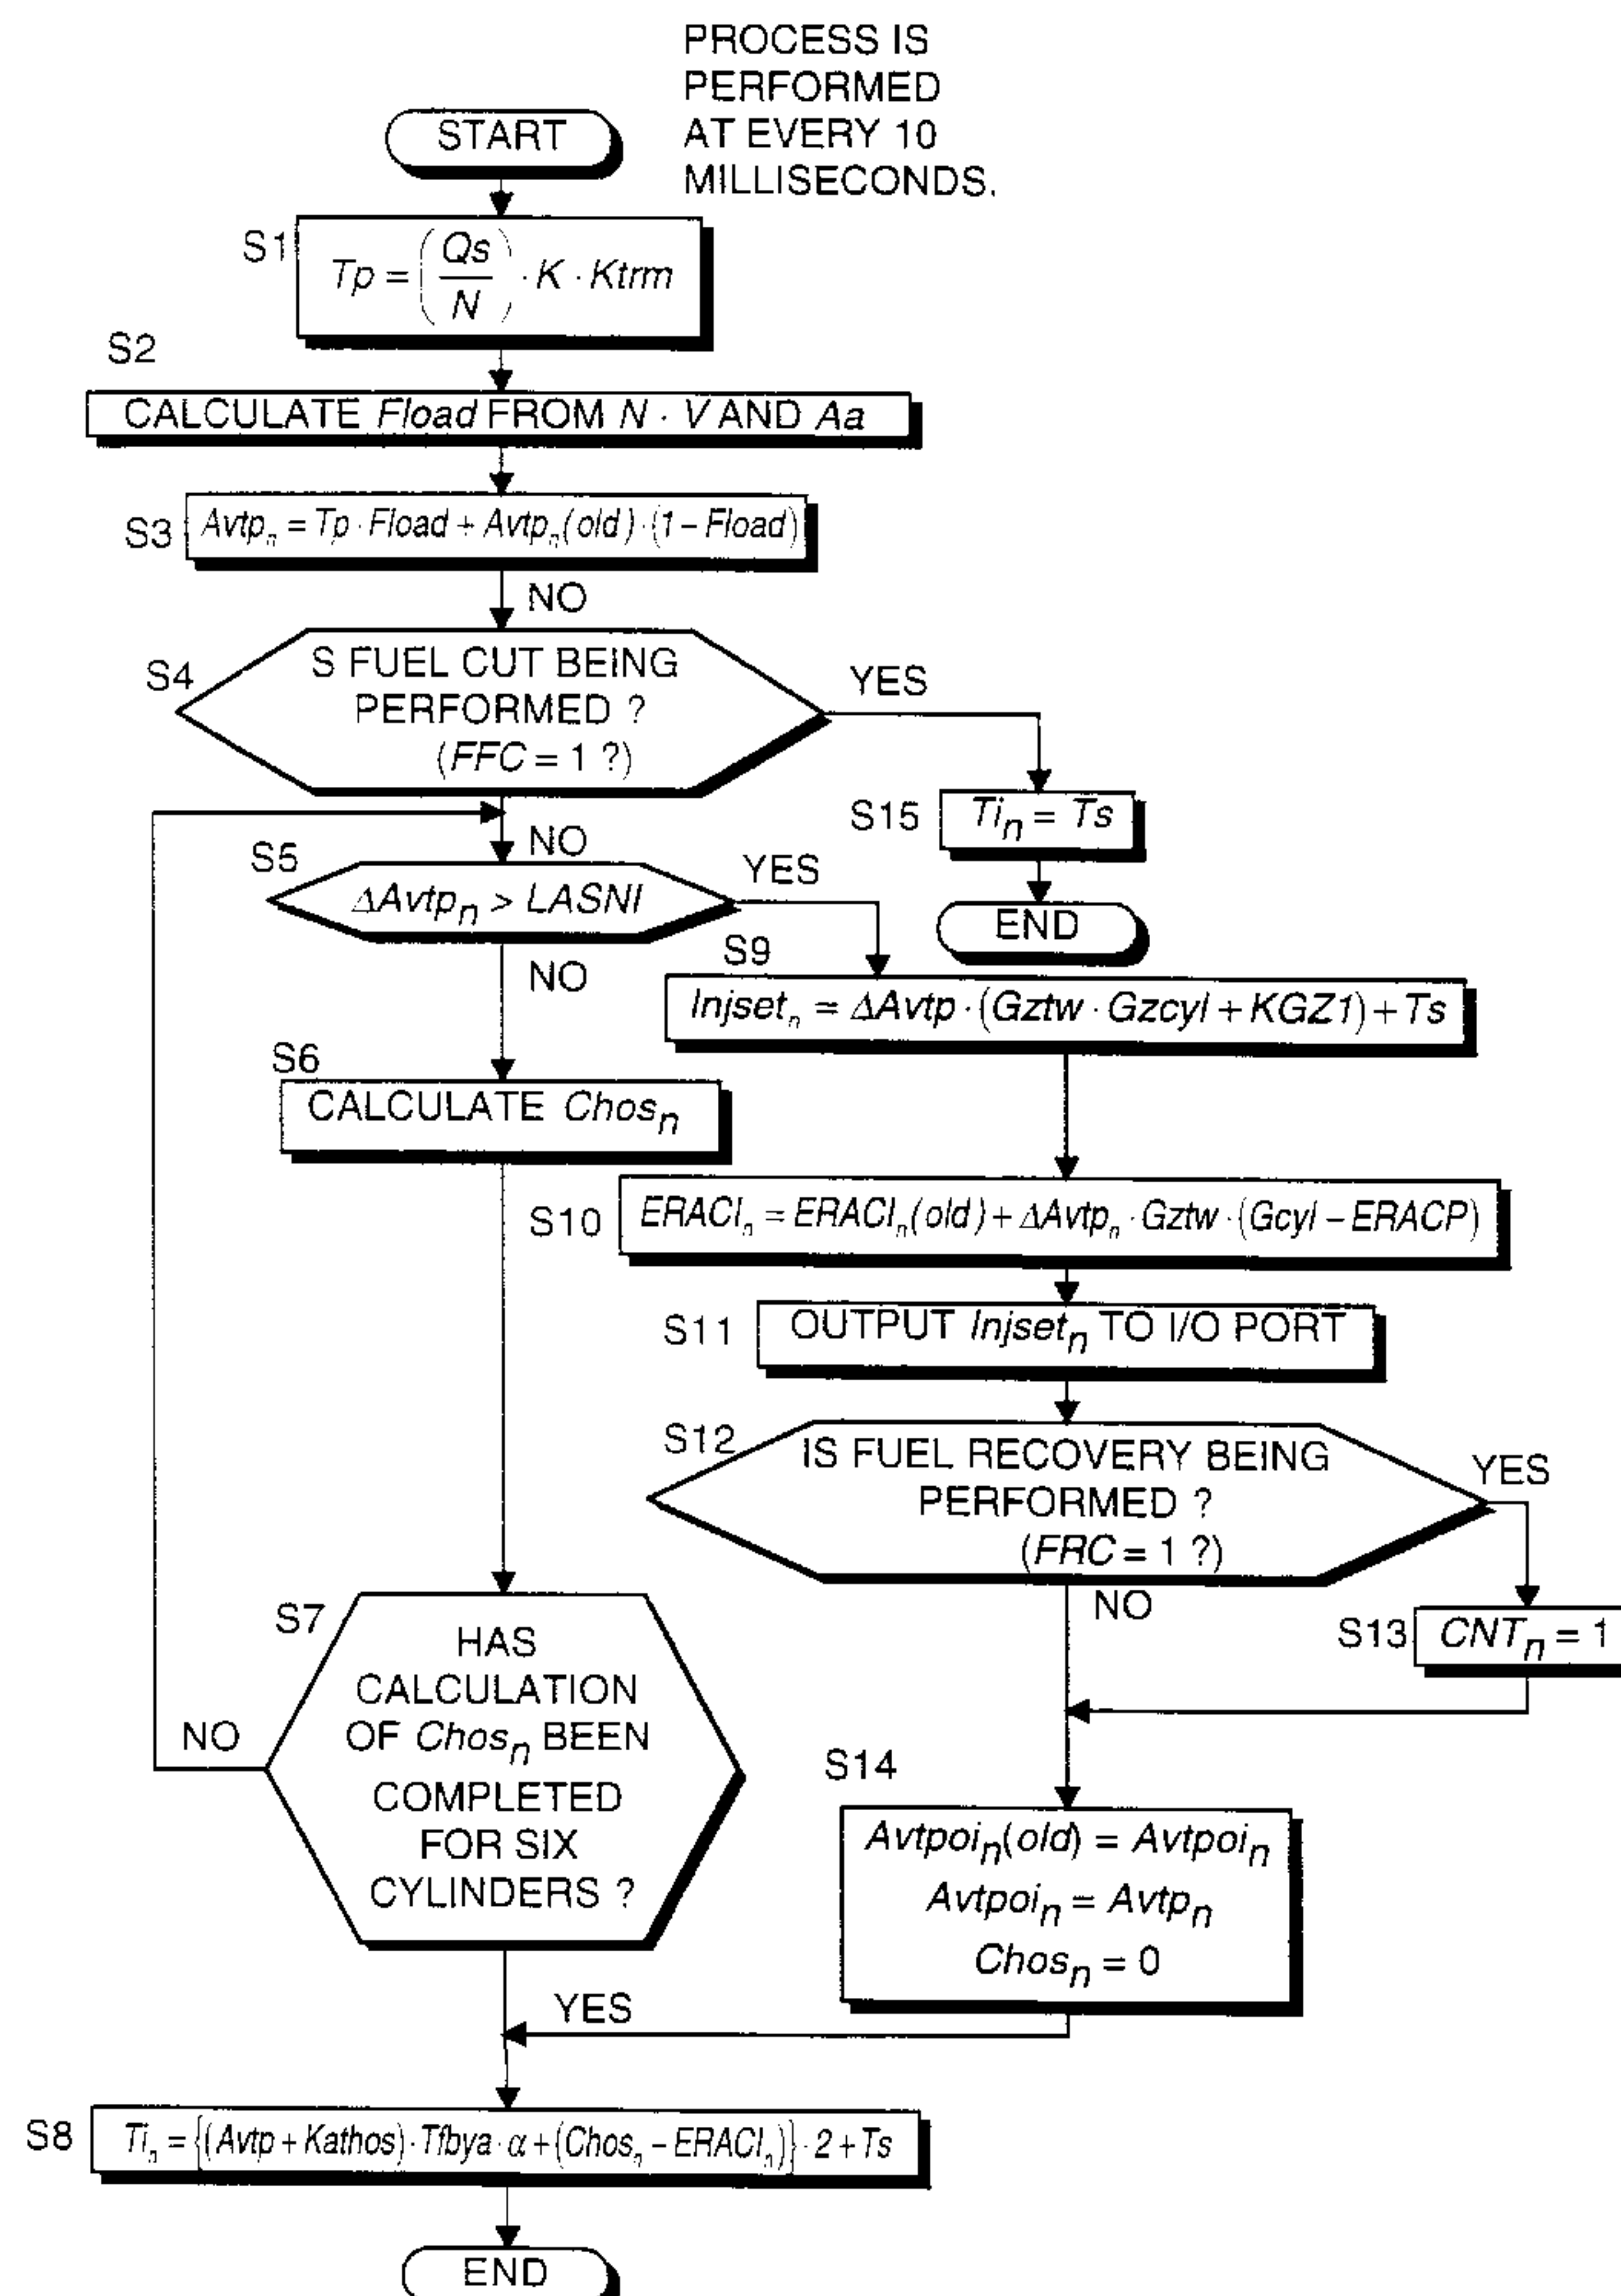 PROCESS IS
PERFORMED
AT EVERY 10
MILLISECONDS.
START
S1
Tp = (Qs/N) · K · Ktrm
S2
CALCULATE Fload FROM N · V AND Aa
S3
Avtpn = Tp · Fload + Avtpn(old) · (1 – Fload)
NO
S4
S FUEL CUT BEING
PERFORMED ?
(FFC = 1 ?)
YES
S15
Tin = Ts
END
NO
S5
ΔAvtpn > LASNI
YES
NO
S9
Injsetn = ΔAvtp · (Gztw · Gzcyl + KGZ1) + Ts
S6
CALCULATE Chosn
S10
ERACIn = ERACIn(old) + ΔAvtpn · Gztw · (Gcyl – ERACP)
S11
OUTPUT Injsetn TO I/O PORT
S12
IS FUEL RECOVERY BEING
PERFORMED ?
(FRC = 1 ?)
YES
NO
S13
CNTn = 1
S7
HAS
CALCULATION
OF Chosn BEEN
COMPLETED
FOR SIX
CYLINDERS ?
NO
S14
Avtpoin(old) = Avtpoin
Avtpoin = Avtpn
Chosn = 0
YES
S8
Tin = {(Avtp + Kathos) · Tfbya · α + (Chosn – ERACIn)} · 2 + Ts
END